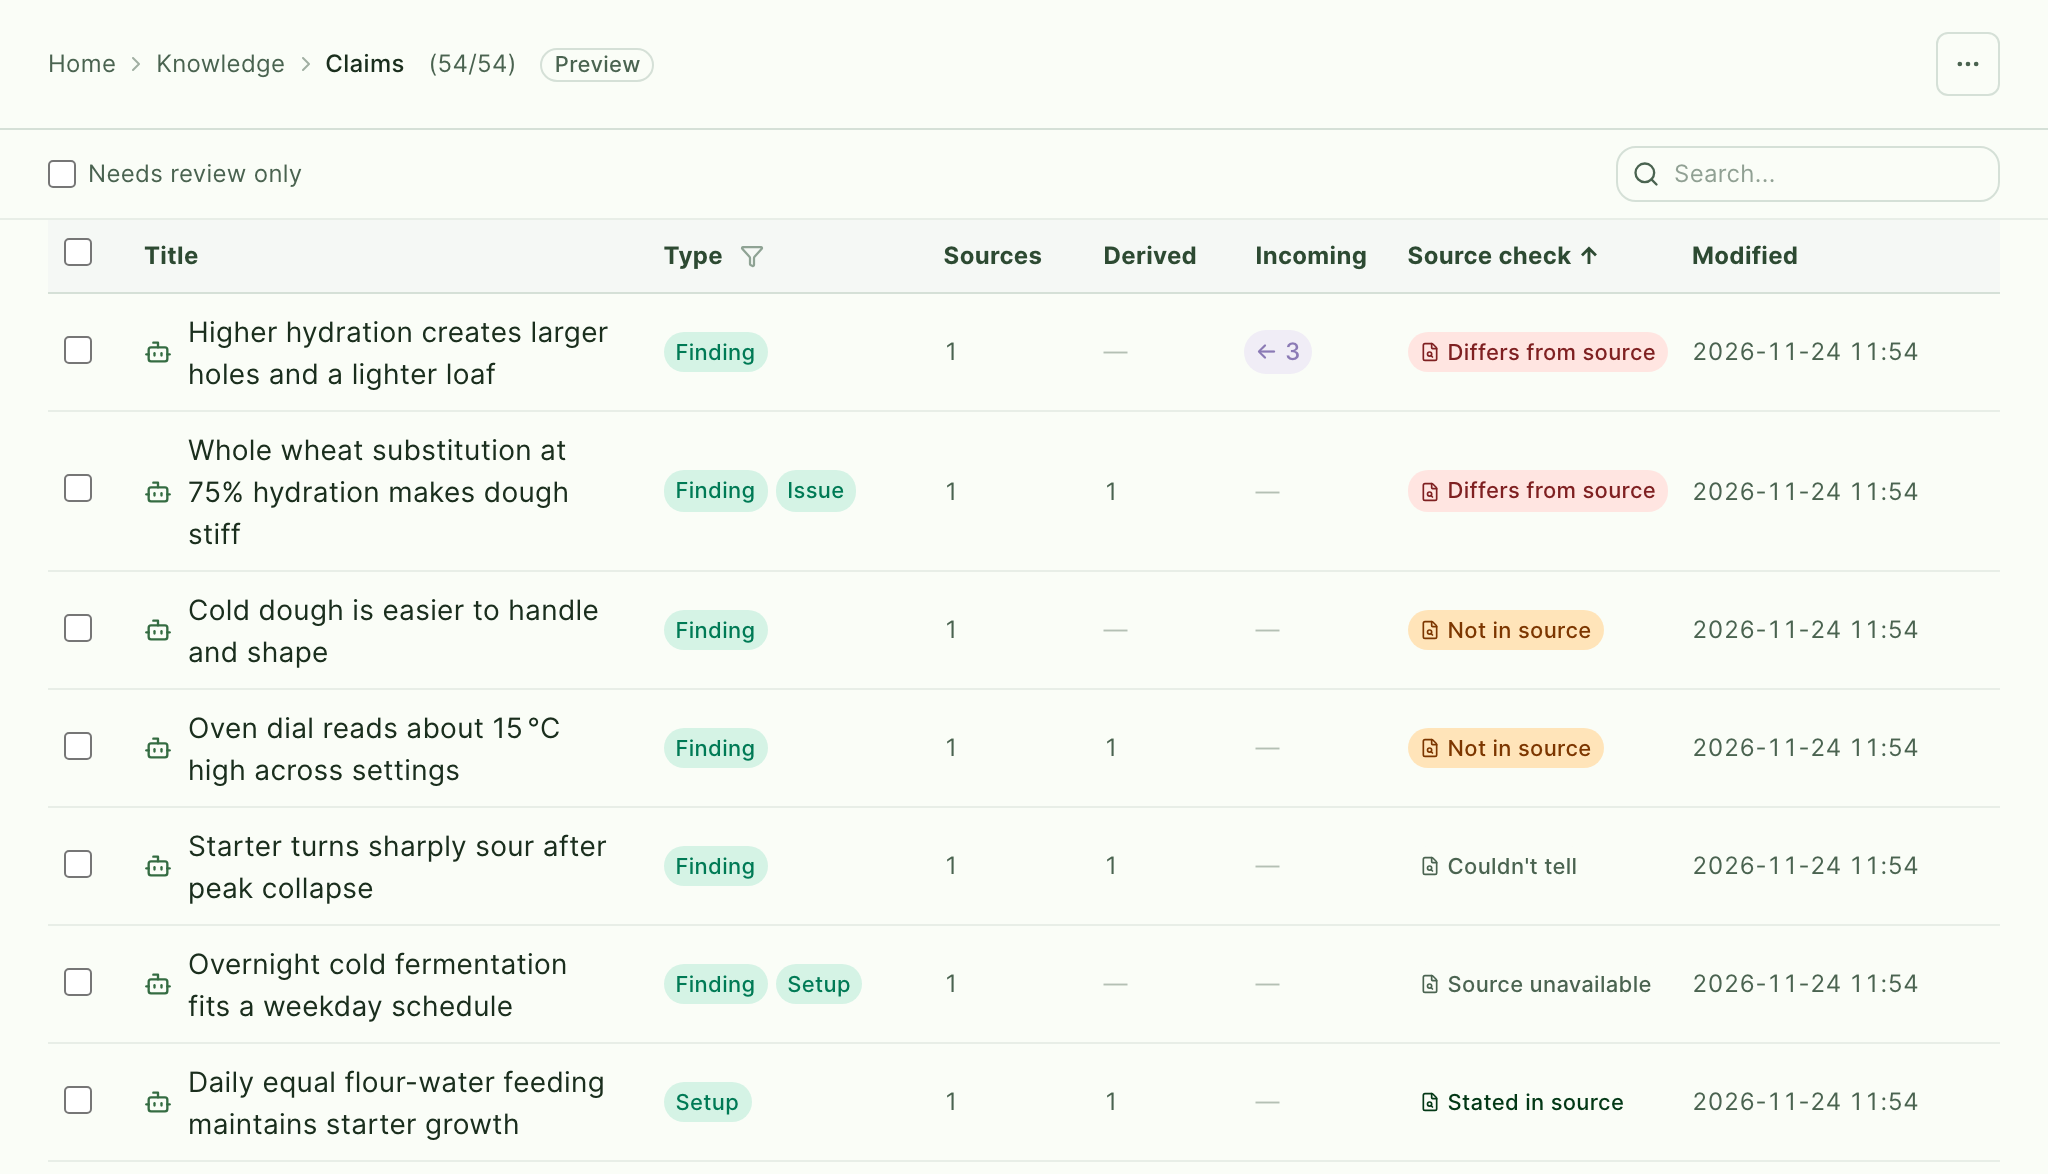 Home > Knowledge > Claims (54/54) Preview
Needs review only
Search...
Title Type Sources Derived Incoming Source check ↑ Modified
Higher hydration creates larger
holes and a lighter loaf
Finding 1 — ← 3 Differs from source 2026-11-24 11:54
Whole wheat substitution at
75% hydration makes dough
stiff
Finding Issue 1 1 — Differs from source 2026-11-24 11:54
Cold dough is easier to handle
and shape
Finding 1 — — Not in source 2026-11-24 11:54
Oven dial reads about 15 °C
high across settings
Finding 1 1 — Not in source 2026-11-24 11:54
Starter turns sharply sour after
peak collapse
Finding 1 1 — Couldn't tell 2026-11-24 11:54
Overnight cold fermentation
fits a weekday schedule
Finding Setup 1 — — Source unavailable 2026-11-24 11:54
Daily equal flour-water feeding
maintains starter growth
Setup 1 1 — Stated in source 2026-11-24 11:54